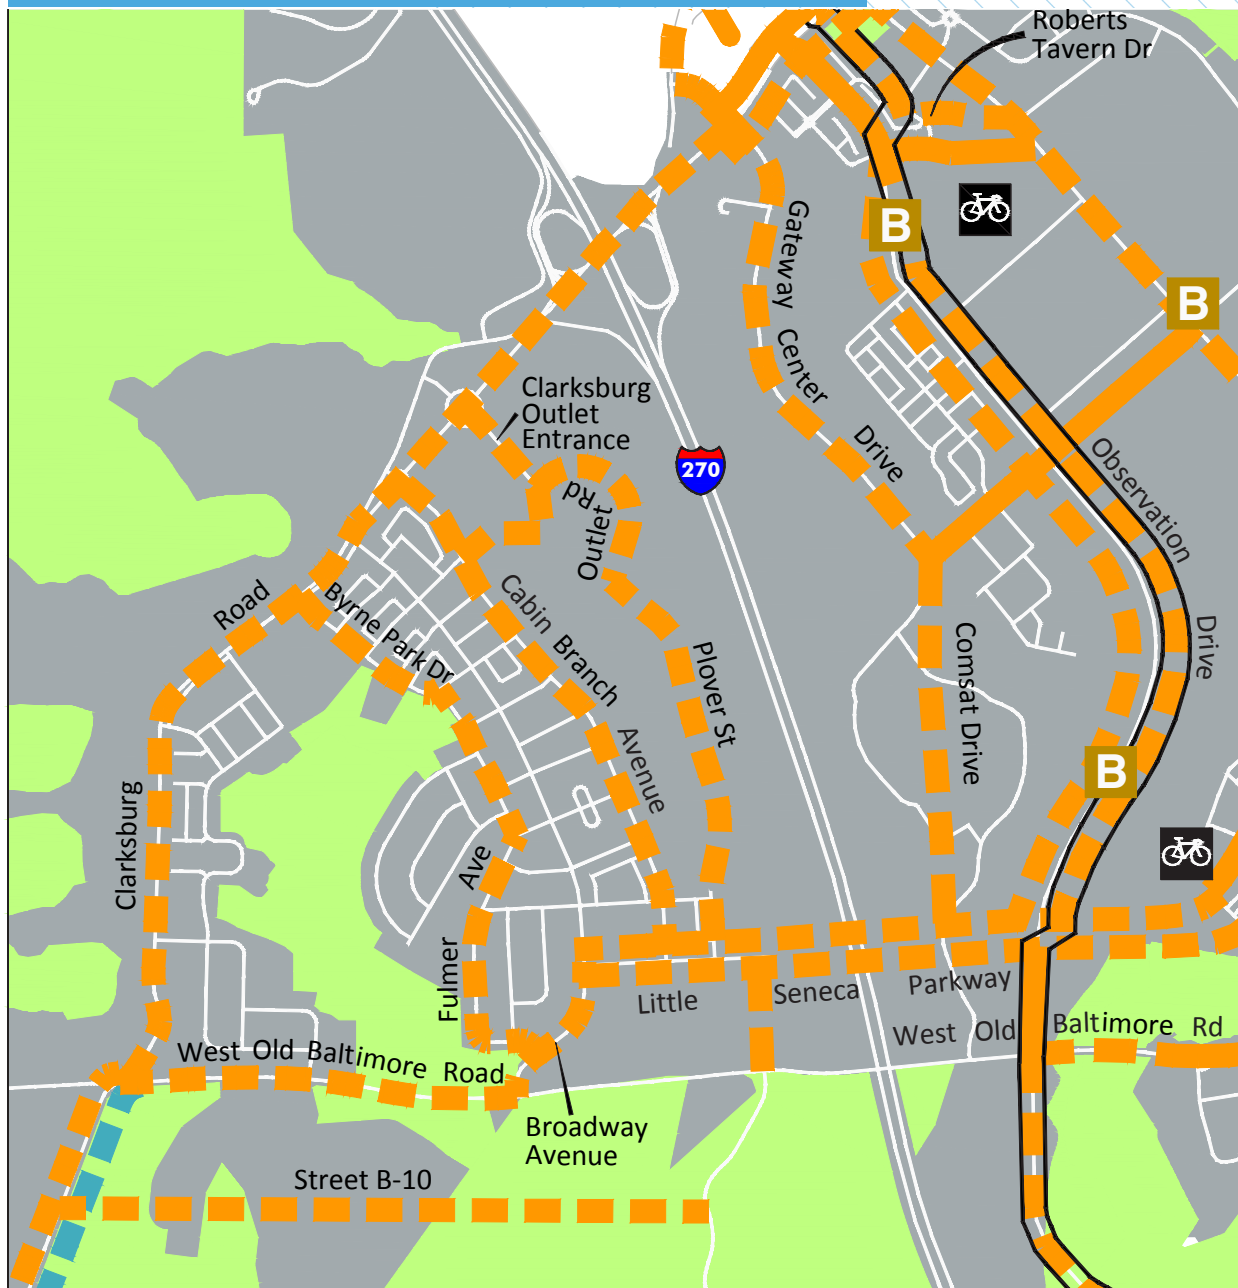 Roberts
Tavern Dr
B
B
Gateway Center Drive
Clarksburg
Outlet
Entrance
270
Observation Drive
Outlet Rd
Road
Byrne Park Dr
Cabin Branch Avenue
Plover St
Comsat Drive
B
Clarksburg
Ave
Fulmer
Little Seneca Parkway
West Old Baltimore Rd
West Old Baltimore Road
Broadway
Avenue
Street B-10